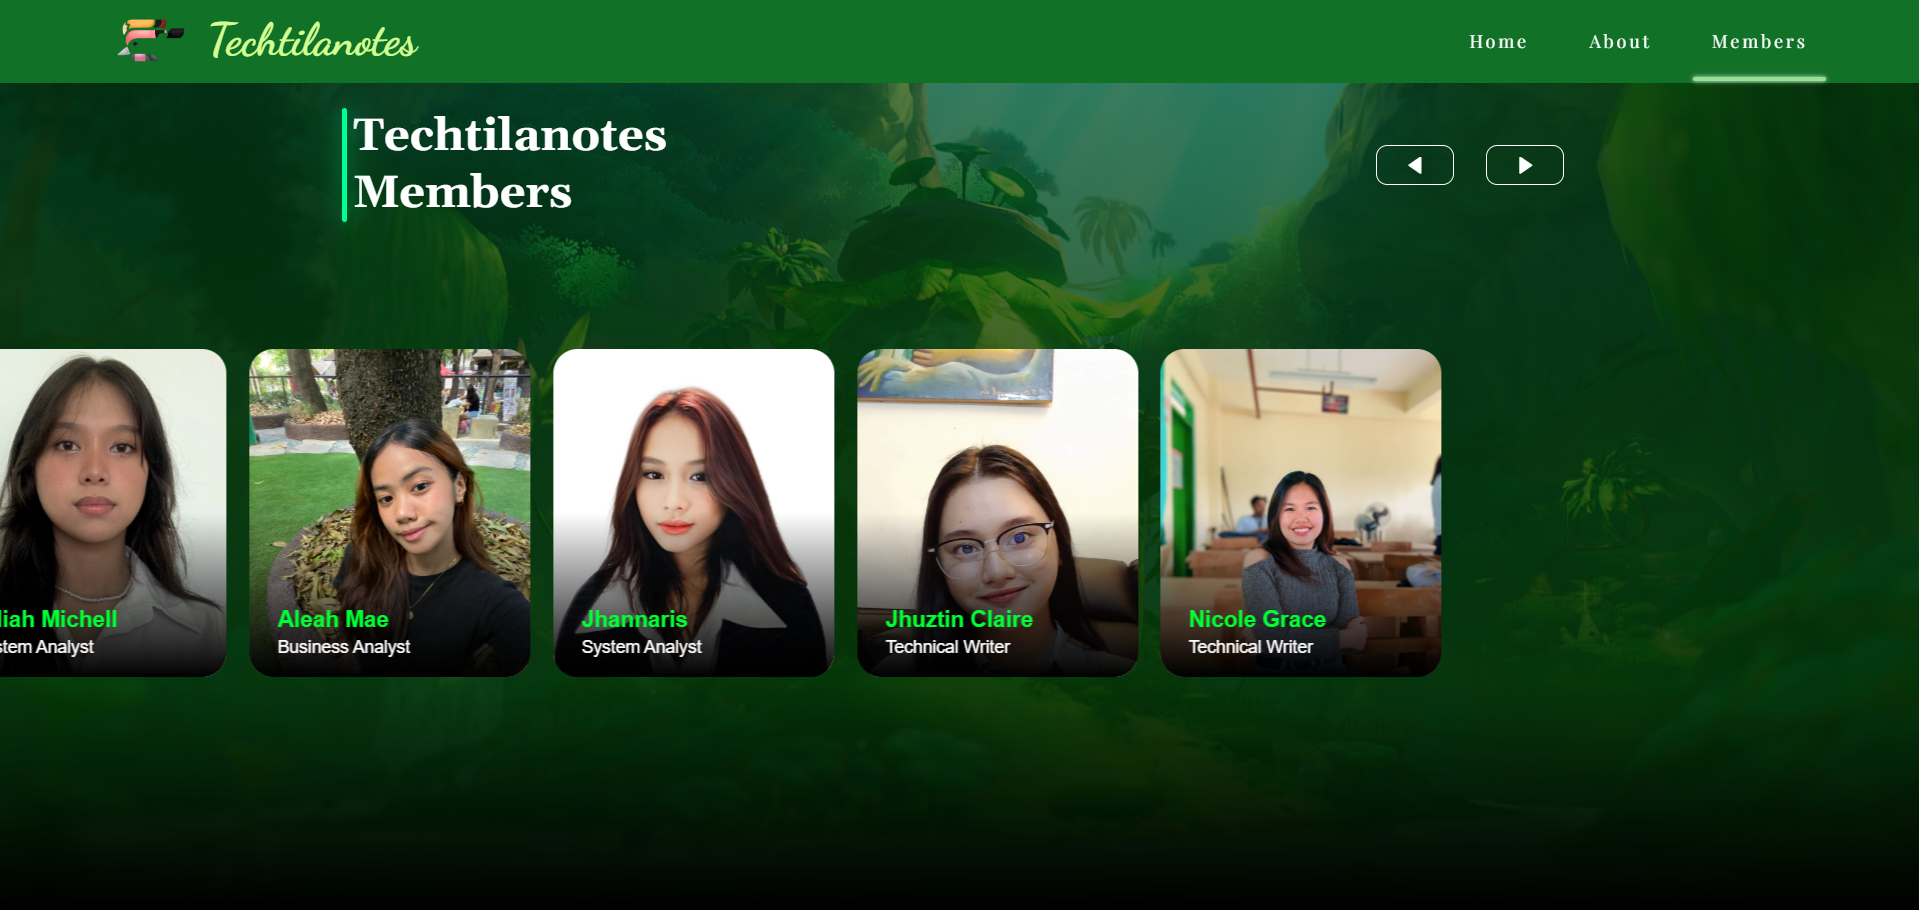 Techtilanotes
Home
About
Members
Techtilanotes
Members
liah Michell
stem Analyst
Aleah Mae
Business Analyst
Jhannaris
System Analyst
Jhuztin Claire
Technical Writer
Nicole Grace
Technical Writer